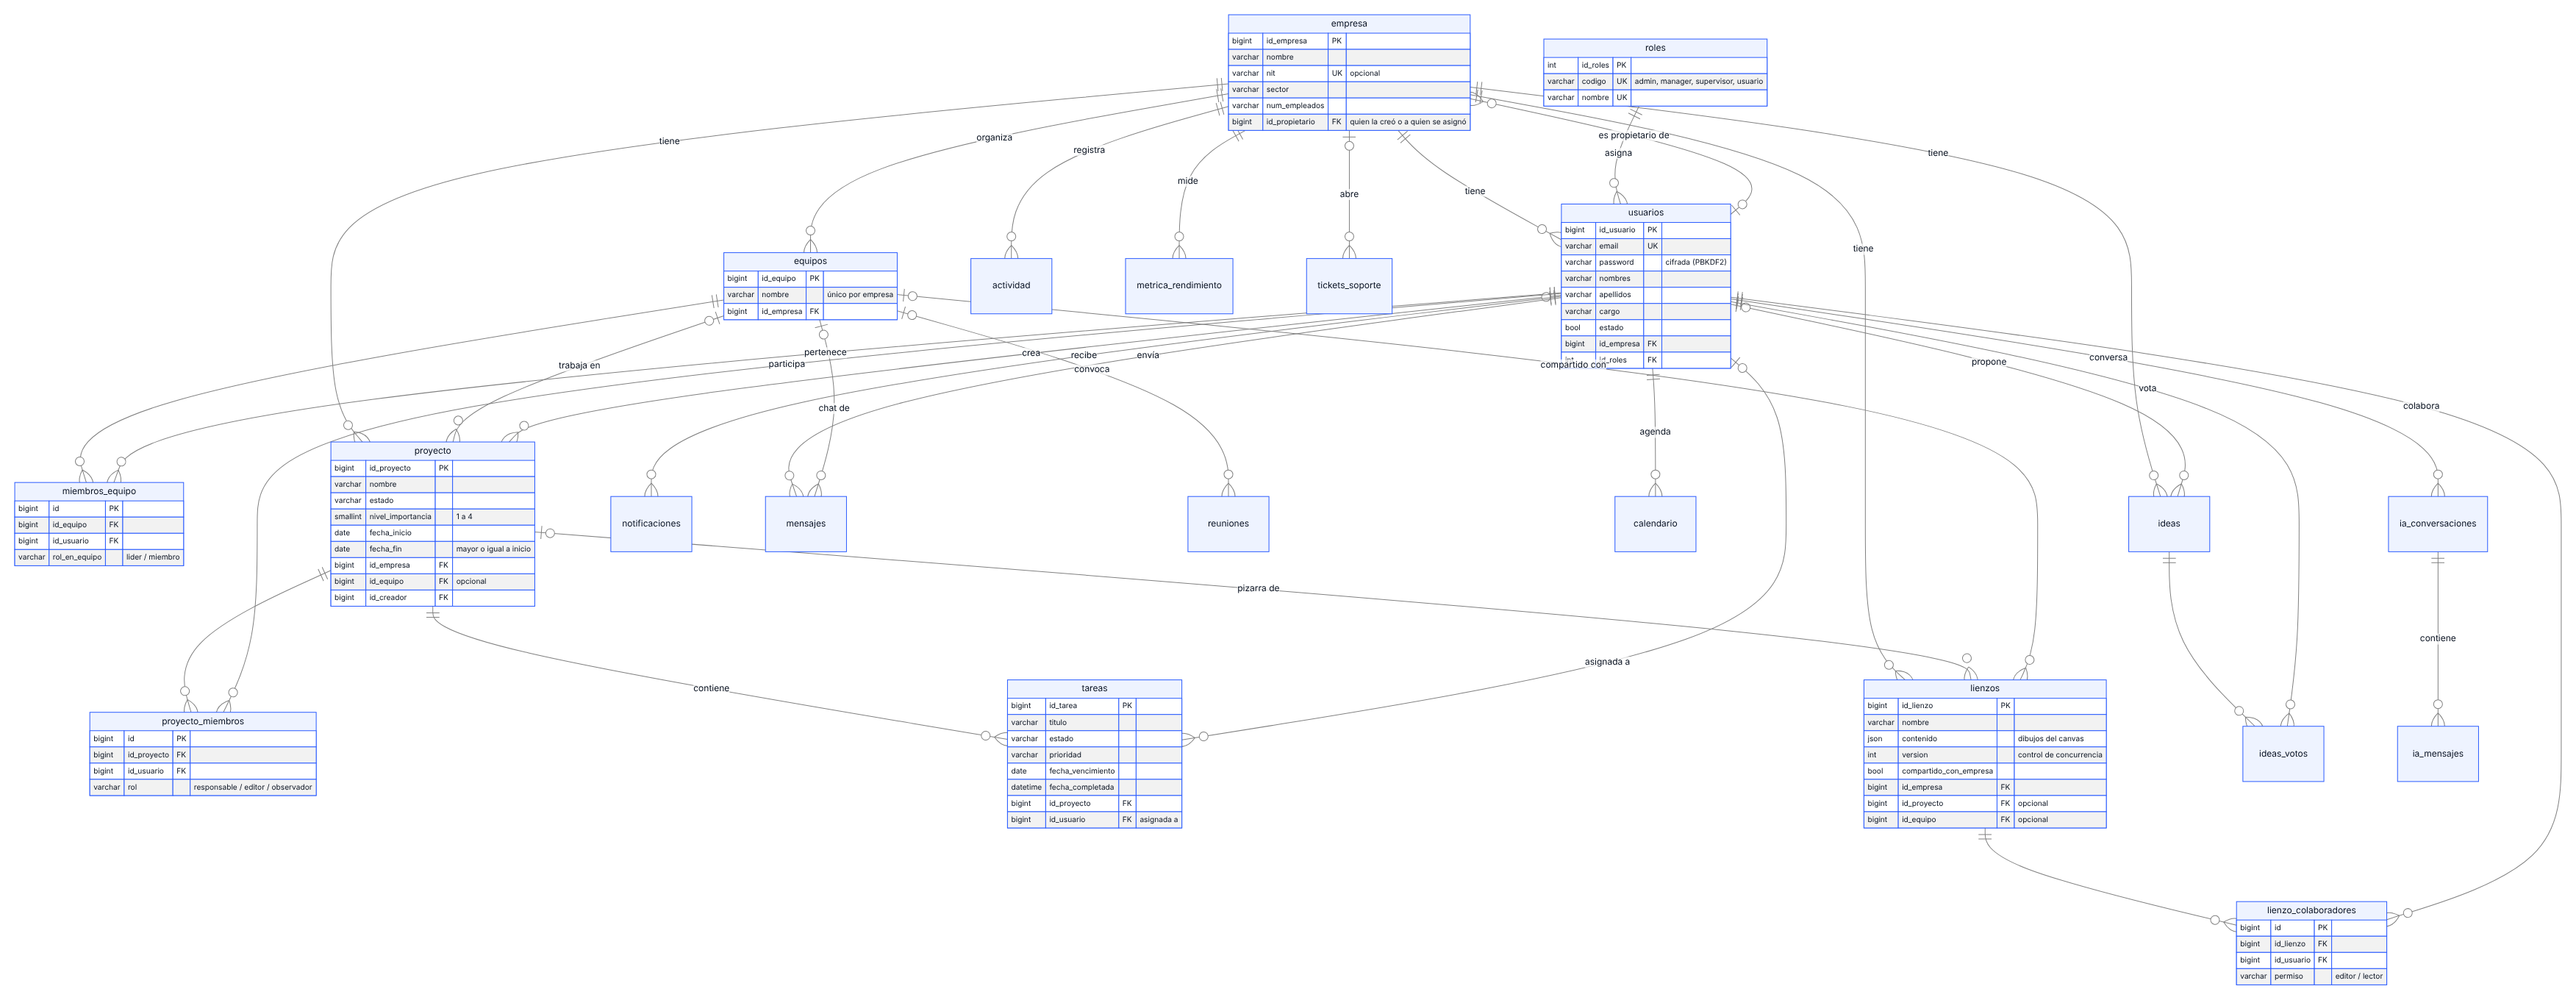 empresa
bigint id_empresa PK
varchar nombre
varchar nit UK opcional
varchar sector
varchar num_empleados
bigint id_propietario FK quien la creó o a quien se asignó
roles
int id_roles PK
varchar codigo UK admin, manager, supervisor, usuario
varchar nombre UK
tiene
organiza
registra
mide
abre
tiene
es propietario de
asigna
tiene
tiene
usuarios
bigint id_usuario PK
varchar email UK
varchar password cifrada (PBKDF2)
varchar nombres
varchar apellidos
varchar cargo
bool estado
bigint id_empresa FK
id_roles FK
equipos
bigint id_equipo PK
varchar nombre único por empresa
bigint id_empresa FK
actividad
metrica_rendimiento
tickets_soporte
trabaja en
pertenece
participa
crea
recibe
convoca
envía
compartido con
propone
conversa
vota
colabora
chat de
agenda
proyecto
bigint id_proyecto PK
varchar nombre
varchar estado
smallint nivel_importancia 1 a 4
date fecha_inicio
date fecha_fin mayor o igual a inicio
bigint id_empresa FK
bigint id_equipo FK opcional
bigint id_creador FK
miembros_equipo
bigint id PK
bigint id_equipo FK
bigint id_usuario FK
varchar rol_en_equipo lider / miembro
notificaciones
mensajes
reuniones
calendario
ideas
ia_conversaciones
pizarra de
contiene
asignada a
contiene
proyecto_miembros
bigint id PK
bigint id_proyecto FK
bigint id_usuario FK
varchar rol responsable / editor / observador
tareas
bigint id_tarea PK
varchar titulo
varchar estado
varchar prioridad
date fecha_vencimiento
datetime fecha_completada
bigint id_proyecto FK
bigint id_usuario FK asignada a
lienzos
bigint id_lienzo PK
varchar nombre
json contenido dibujos del canvas
int version control de concurrencia
bool compartido_con_empresa
bigint id_empresa FK
bigint id_proyecto FK opcional
bigint id_equipo FK opcional
ideas_votos
ia_mensajes
lienzo_colaboradores
bigint id PK
bigint id_lienzo FK
bigint id_usuario FK
varchar permiso editor / lector